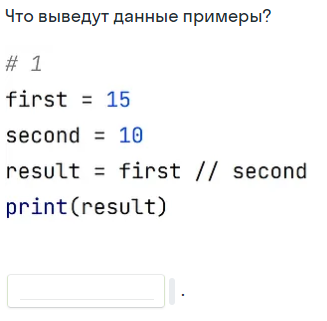 Что выведут данные примеры?
# 1
first = 15
second = 10
result = first // second
print(result)
.